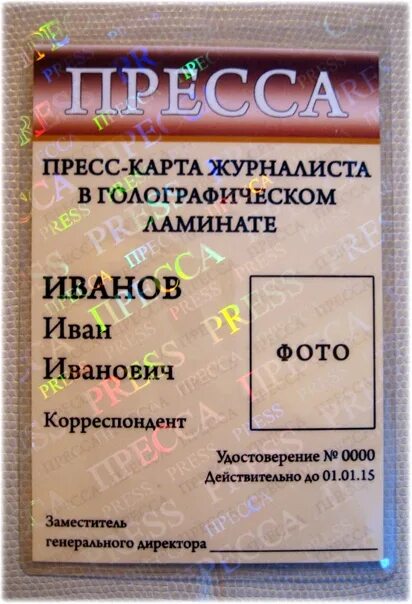 ПРЕССА
ПРЕСС-КАРТА ЖУРНАЛИСТА
В ГОЛОГРАФИЧЕСКОМ
ЛАМИНАТЕ
ИВАНОВ
Иван
Иванович
ФОТО
Корреспондент
Удостоверение № 0000
Действительно до 01.01.15
Заместитель
генерального директора